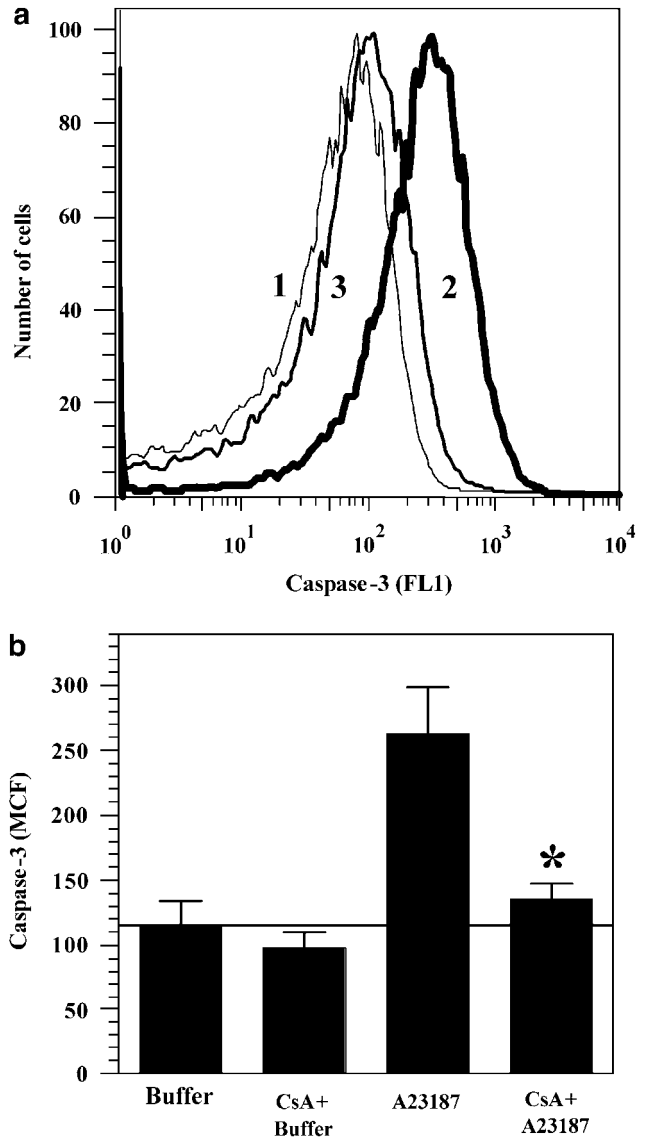 a
100
80
60
40
20
0
Number of cells
1
3
2
10^0
10^1
10^2
10^3
10^4
Caspase-3 (FL1)
b
300
250
200
150
100
50
0
Caspase-3 (MCF)
*
Buffer
CsA+
Buffer
A23187
CsA+
A23187